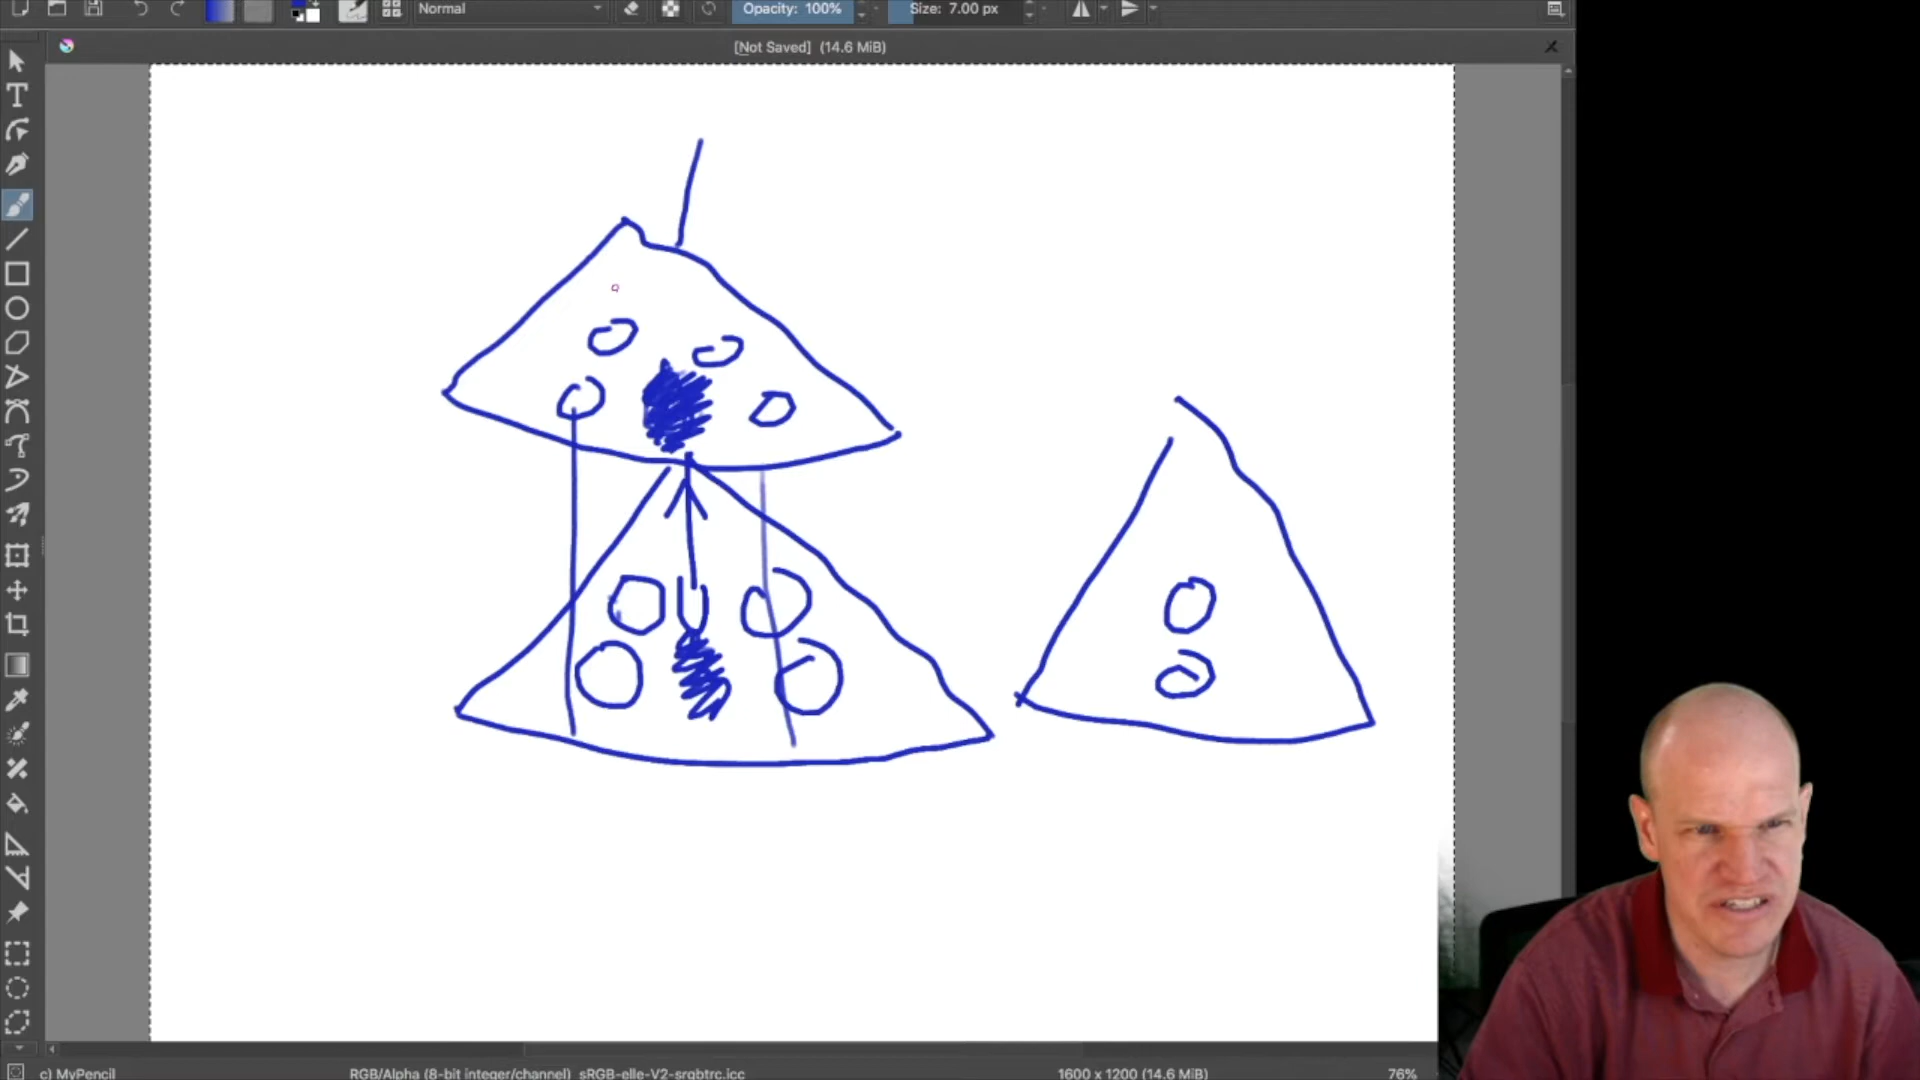 Normal
Opacity: 100%
Size: 7.00 px
[Not Saved] (14.6 MiB)
c) MyPencil
RGB/Alpha (8-bit integer/channel) sRGB-elle-V2-srgbtrc.icc
1600 x 1200 (14.6 MiB)
76%